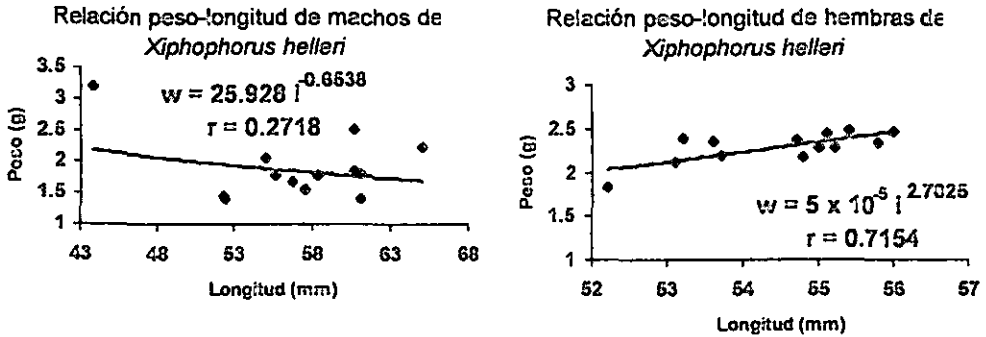 Relación peso-longitud de machos de
Xiphophorus helleri
3.5
3
2.5
2
1.5
1
Peso (g)
w = 25.928 l^-0.6538
r = 0.2718
43 48 53 58 63 68
Longitud (mm)
Relación peso-longitud de hembras de
Xiphophorus helleri
3
2.5
2
1.5
1
Peso (g)
w = 5 x 10^-5 l^2.7025
r = 0.7154
52 53 54 55 56 57
Longitud (mm)